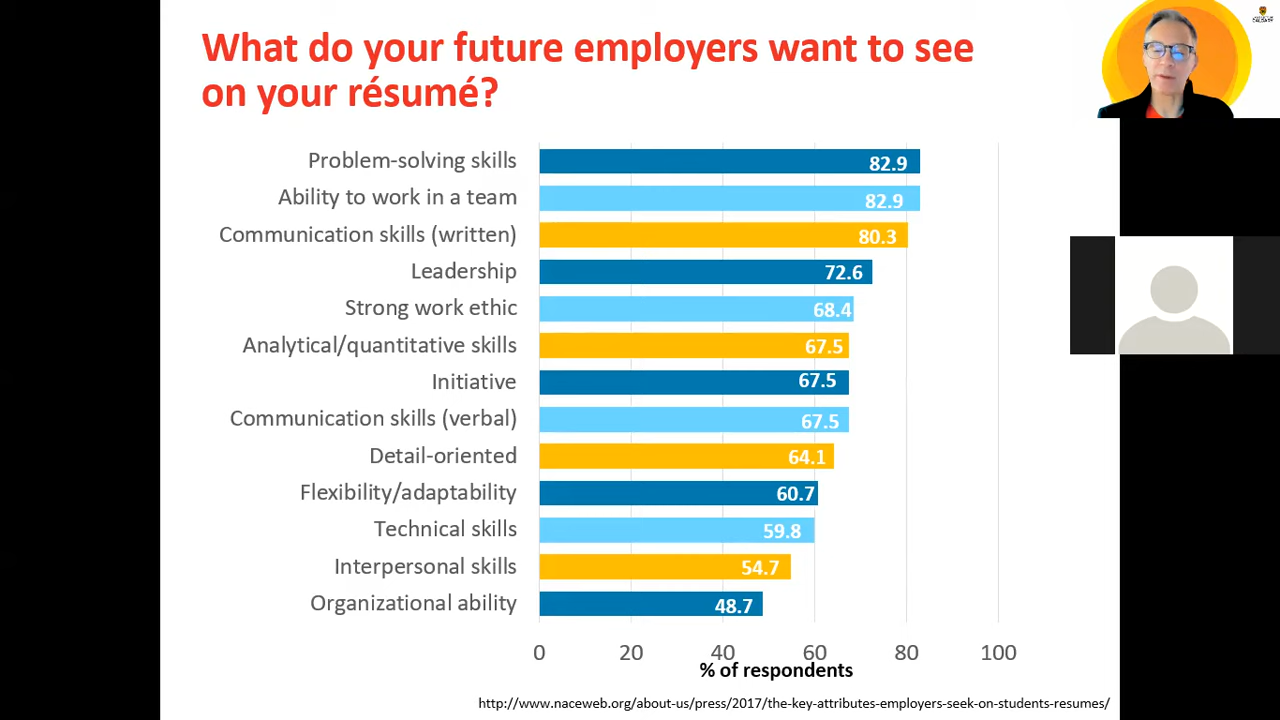 What do your future employers want to see
on your résumé?
Problem-solving skills 82.9
Ability to work in a team 82.9
Communication skills (written) 80.3
Leadership 72.6
Strong work ethic 68.4
Analytical/quantitative skills 67.5
Initiative 67.5
Communication skills (verbal) 67.5
Detail-oriented 64.1
Flexibility/adaptability 60.7
Technical skills 59.8
Interpersonal skills 54.7
Organizational ability 48.7
0 20 40 60 80 100
% of respondents
http://www.naceweb.org/about-us/press/2017/the-key-attributes-employers-seek-on-students-resumes/